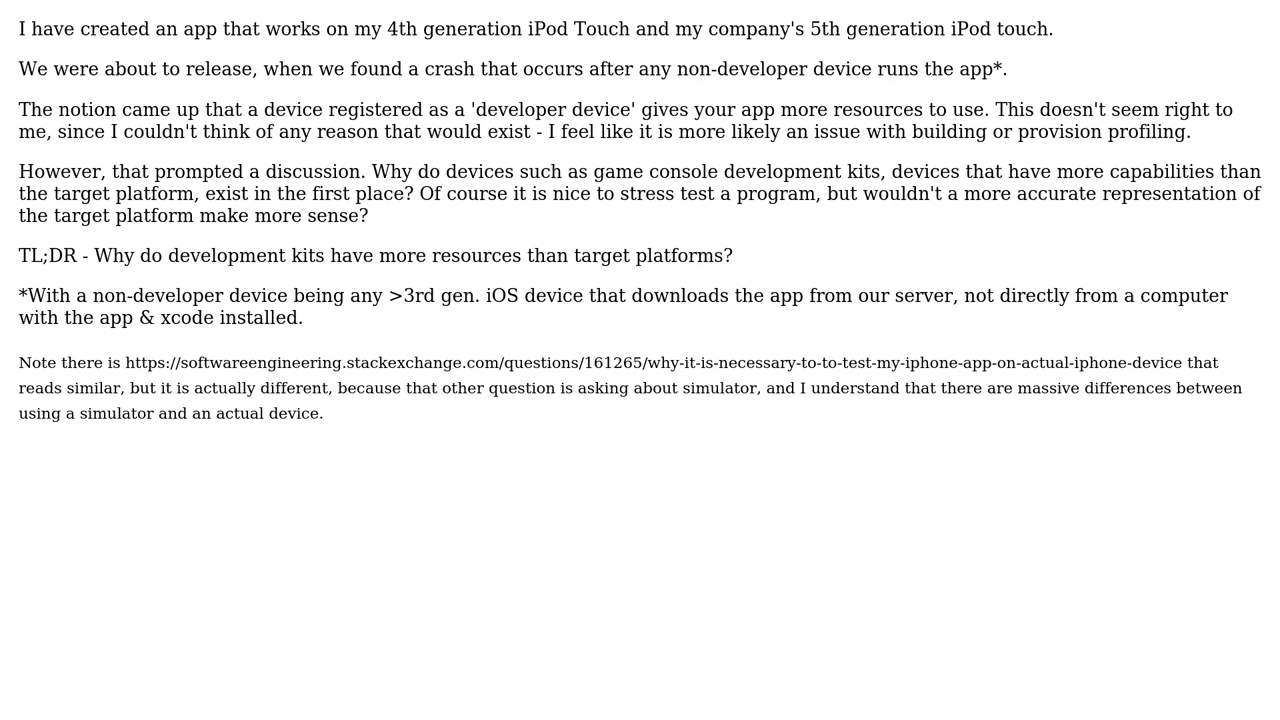 I have created an app that works on my 4th generation iPod Touch and my company's 5th generation iPod touch.
We were about to release, when we found a crash that occurs after any non-developer device runs the app*.
The notion came up that a device registered as a 'developer device' gives your app more resources to use. This doesn't seem right to
me, since I couldn't think of any reason that would exist - I feel like it is more likely an issue with building or provision profiling.
However, that prompted a discussion. Why do devices such as game console development kits, devices that have more capabilities than
the target platform, exist in the first place? Of course it is nice to stress test a program, but wouldn't a more accurate representation of
the target platform make more sense?
TL;DR - Why do development kits have more resources than target platforms?
*With a non-developer device being any >3rd gen. iOS device that downloads the app from our server, not directly from a computer
with the app & xcode installed.
Note there is https://softwareengineering.stackexchange.com/questions/161265/why-it-is-necessary-to-to-test-my-iphone-app-on-actual-iphone-device that
reads similar, but it is actually different, because that other question is asking about simulator, and I understand that there are massive differences between
using a simulator and an actual device.